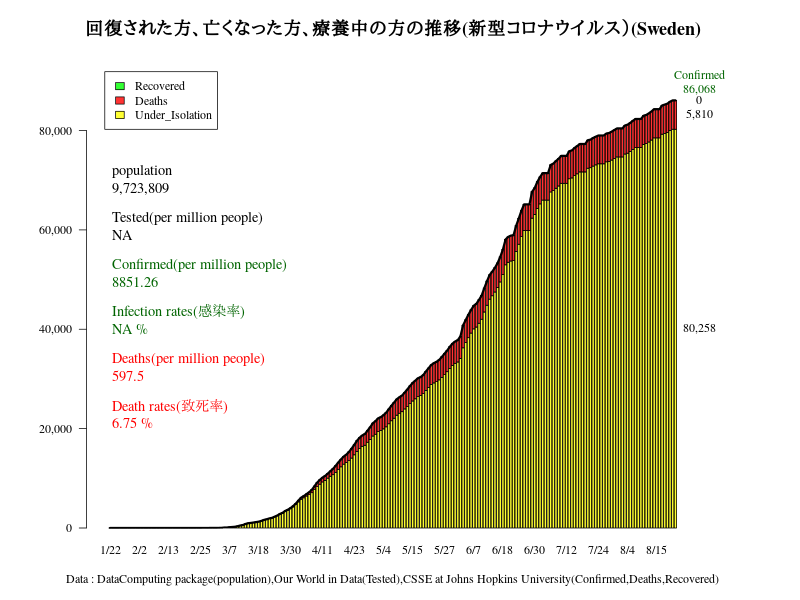 回復された方、亡くなった方、療養中の方の推移(新型コロナウイルス）(Sweden)
Confirmed
86,068
0
5,810
Recovered
Deaths
Under_Isolation
80,000
60,000
40,000
20,000
0
population
9,723,809
Tested(per million people)
NA
Confirmed(per million people)
8851.26
Infection rates(感染率)
NA %
Deaths(per million people)
597.5
Death rates(致死率)
6.75 %
80,258
1/22 2/2 2/13 2/25 3/7 3/18 3/30 4/11 4/23 5/4 5/15 5/27 6/7 6/18 6/30 7/12 7/24 8/4 8/15
Data : DataComputing package(population),Our World in Data(Tested),CSSE at Johns Hopkins University(Confirmed,Deaths,Recovered)